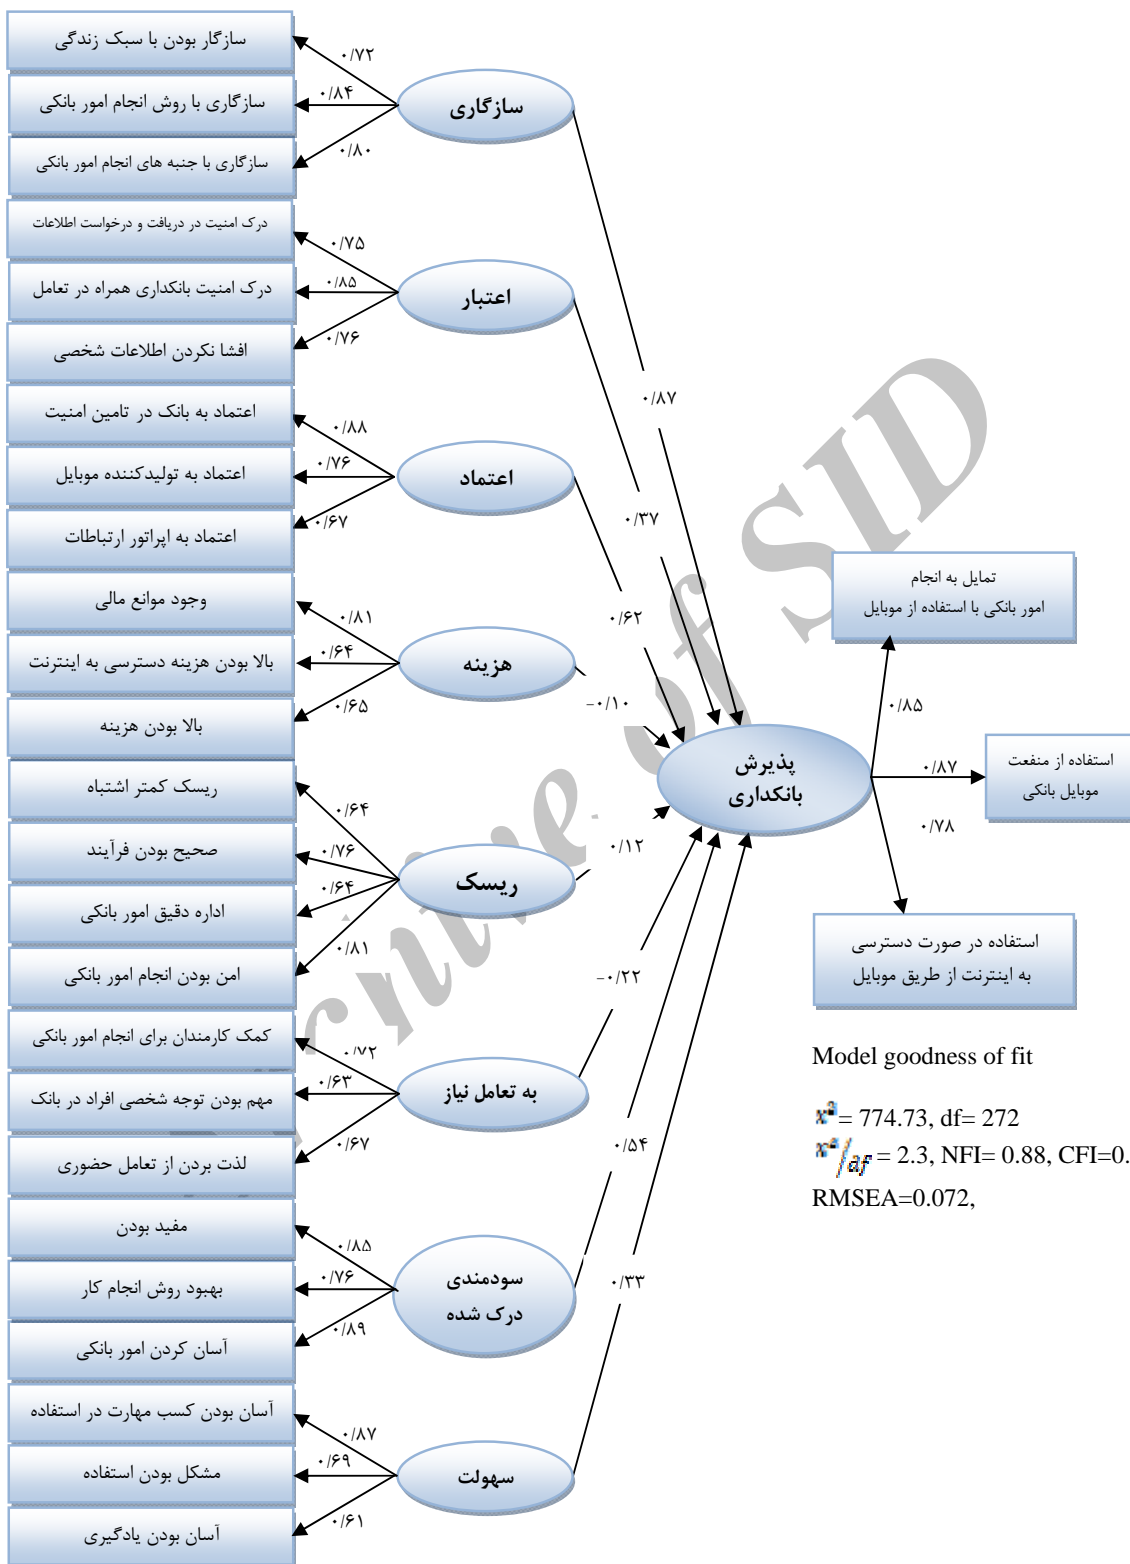 سازگار بودن با سبک زندگی
۰/۷۲
سازگاری با روش انجام امور بانکی
۰/۸۴
سازگاری
سازگاری با جنبه های انجام امور بانکی
۰/۸۰
درک امنیت در دریافت و درخواست اطلاعات
۰/۷۵
درک امنیت بانکداری همراه در تعامل
۰/۸۵
اعتبار
افشا نکردن اطلاعات شخصی
۰/۷۶
۰/۸۷
اعتماد به بانک در تامین امنیت
۰/۸۸
اعتماد به تولیدکننده موبایل
۰/۷۶
اعتماد
اعتماد به اپراتور ارتباطات
۰/۶۷
۰/۳۷
وجود موانع مالی
۰/۸۱
۰/۶۲
بالا بودن هزینه دسترسی به اینترنت
۰/۶۴
هزینه
بالا بودن هزینه
۰/۶۵
-۰/۱۰
تمایل به انجام
امور بانکی با استفاده از موبایل
۰/۸۵
پذیرش
بانکداری
۰/۸۷
استفاده از منفعت
موبایل بانکی
۰/۷۸
استفاده در صورت دسترسی
به اینترنت از طریق موبایل
ریسک کمتر اشتباه
۰/۶۴
صحیح بودن فرآیند
۰/۷۶
ریسک
۰/۱۲
اداره دقیق امور بانکی
۰/۶۴
امن بودن انجام امور بانکی
۰/۸۱
-۰/۲۲
کمک کارمندان برای انجام امور بانکی
۰/۷۲
مهم بودن توجه شخصی افراد در بانک
۰/۶۳
به تعامل نیاز
لذت بردن از تعامل حضوری
۰/۶۷
۰/۵۴
Model goodness of fit
x²= 774.73, df= 272
x²/df = 2.3, NFI= 0.88, CFI=0.
RMSEA=0.072,
مفید بودن
۰/۸۵
بهبود روش انجام کار
۰/۷۶
سودمندی
درک شده
۰/۳۳
آسان کردن امور بانکی
۰/۸۹
آسان بودن کسب مهارت در استفاده
۰/۸۷
مشکل بودن استفاده
۰/۶۹
سهولت
آسان بودن یادگیری
۰/۶۱
of SID